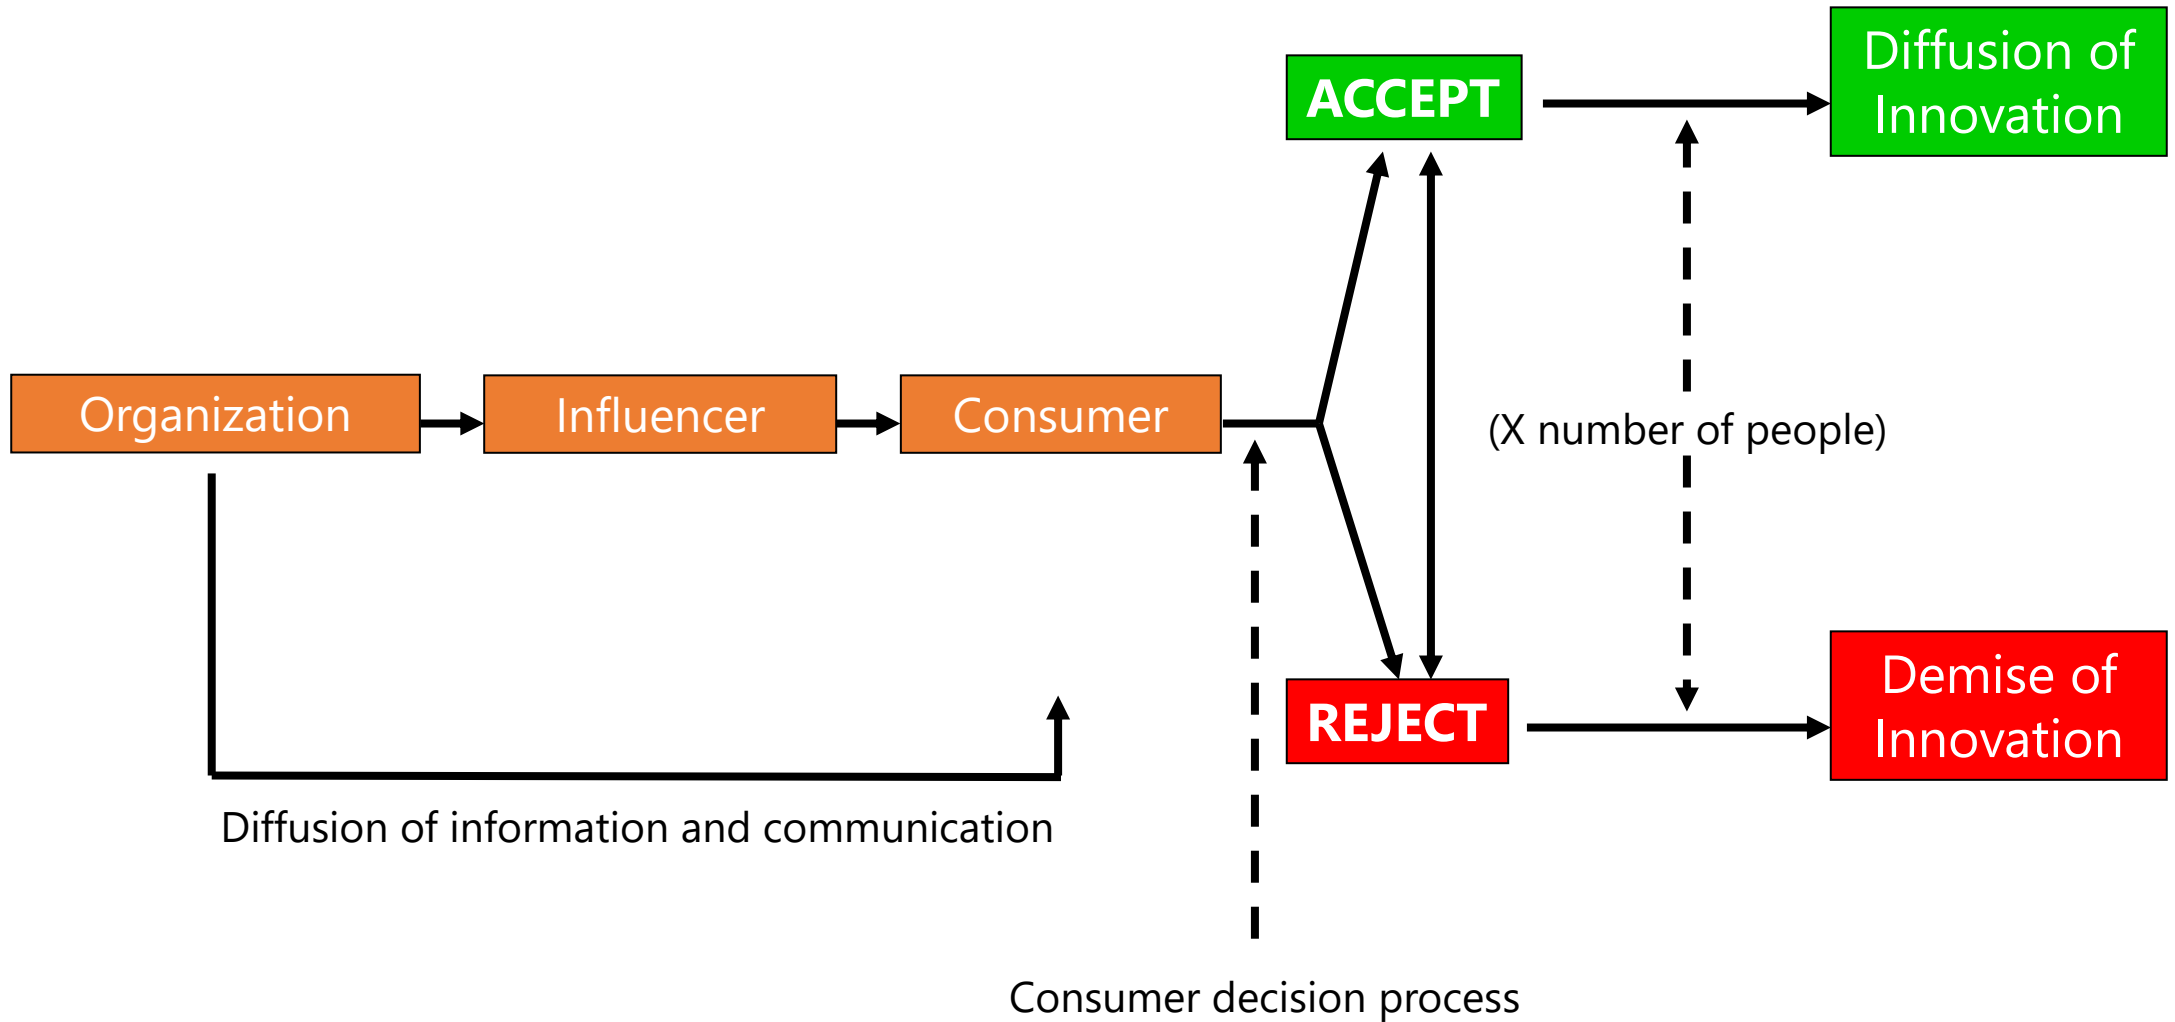 Organization
Influencer
Consumer
ACCEPT
REJECT
(X number of people)
Diffusion of
Innovation
Demise of
Innovation
Diffusion of information and communication
Consumer decision process